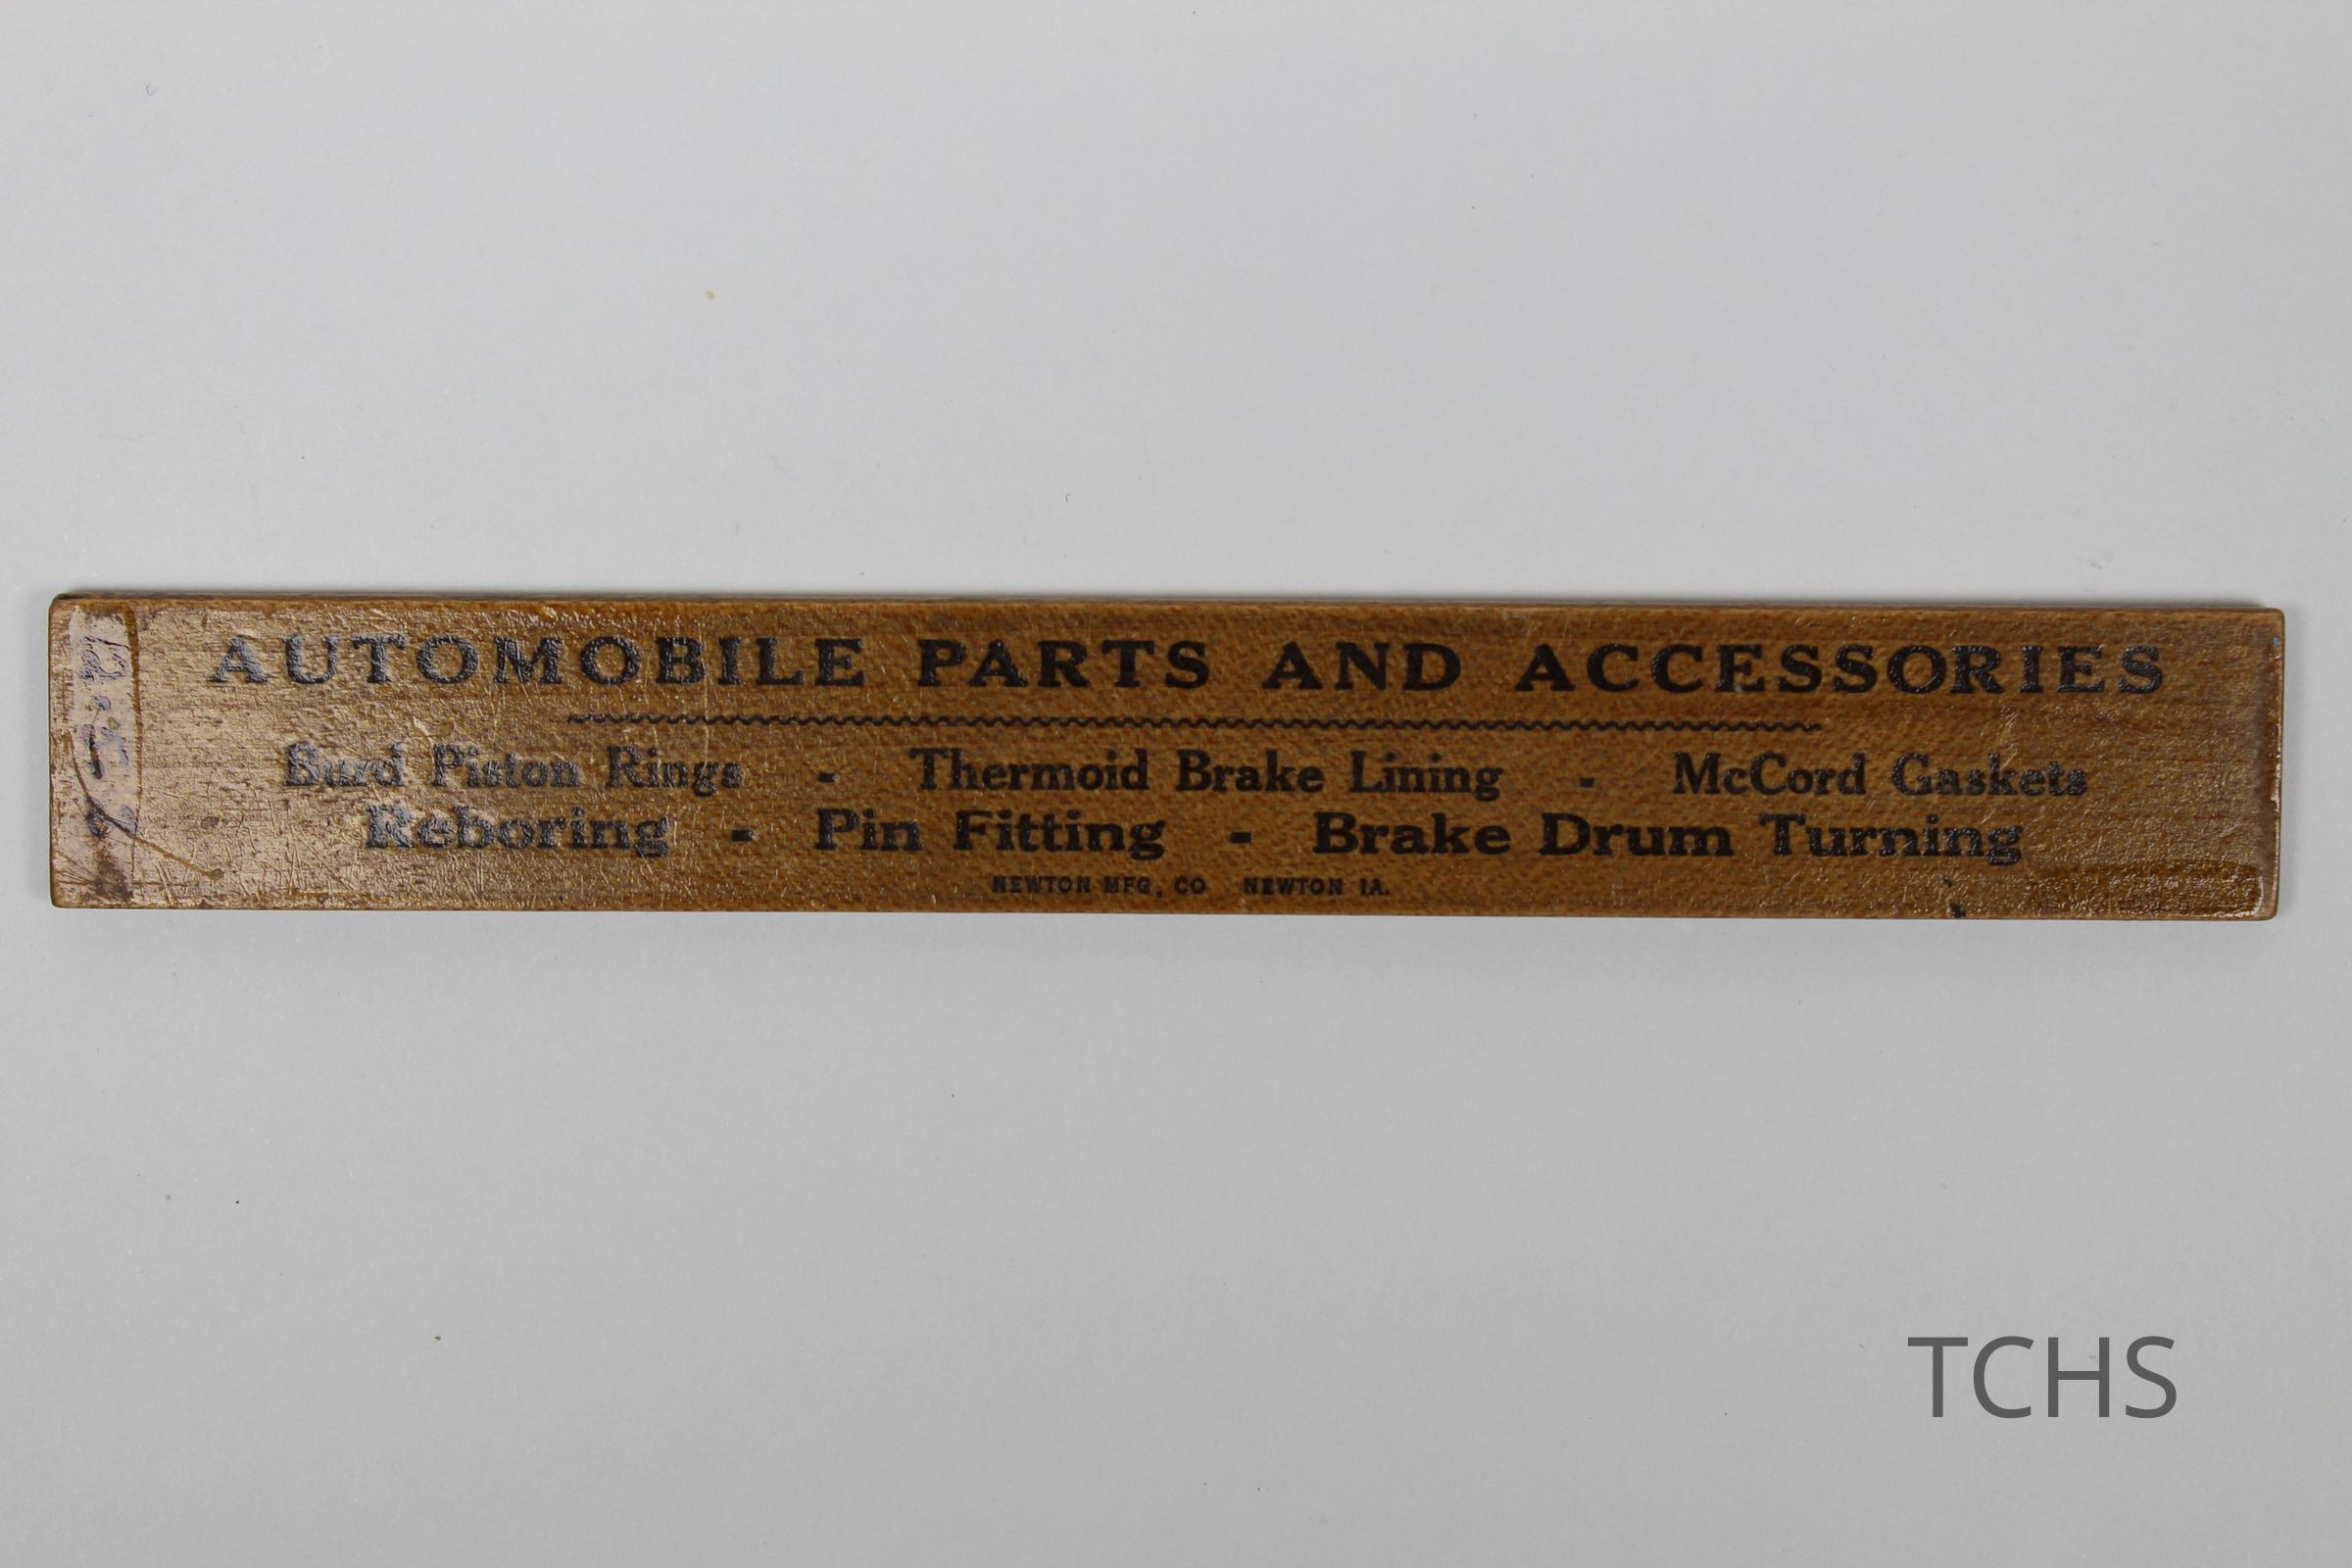 AUTOMOBILE PARTS AND ACCESSORIES
Burd Piston Rings - Thermoid Brake Lining - McCord Gaskets
Reboring - Pin Fitting - Brake Drum Turning
NEWTON MFG, CO NEWTON IA.
TCHS